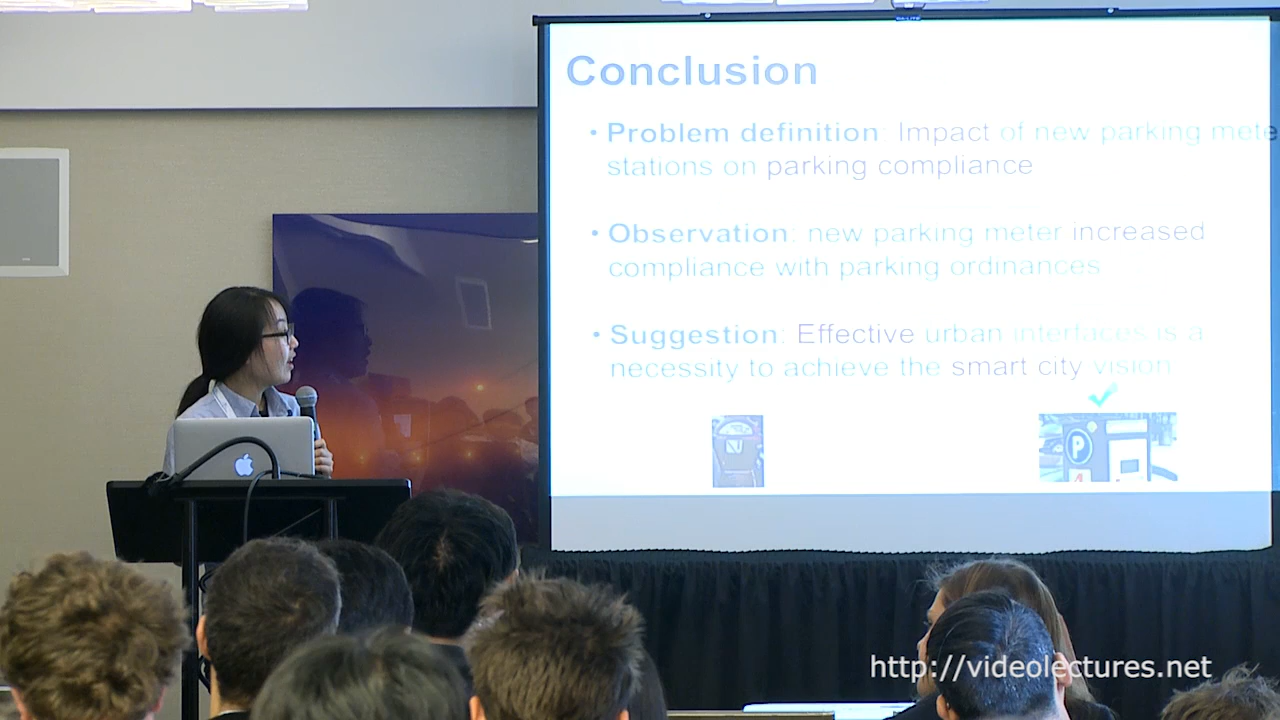 Conclusion
• Problem definition: Impact of new parking mete
stations on parking compliance
• Observation: new parking meter increased
compliance with parking ordinances
• Suggestion: Effective urban interfaces is a
necessity to achieve the smart city vision
P
http://videolectures.net